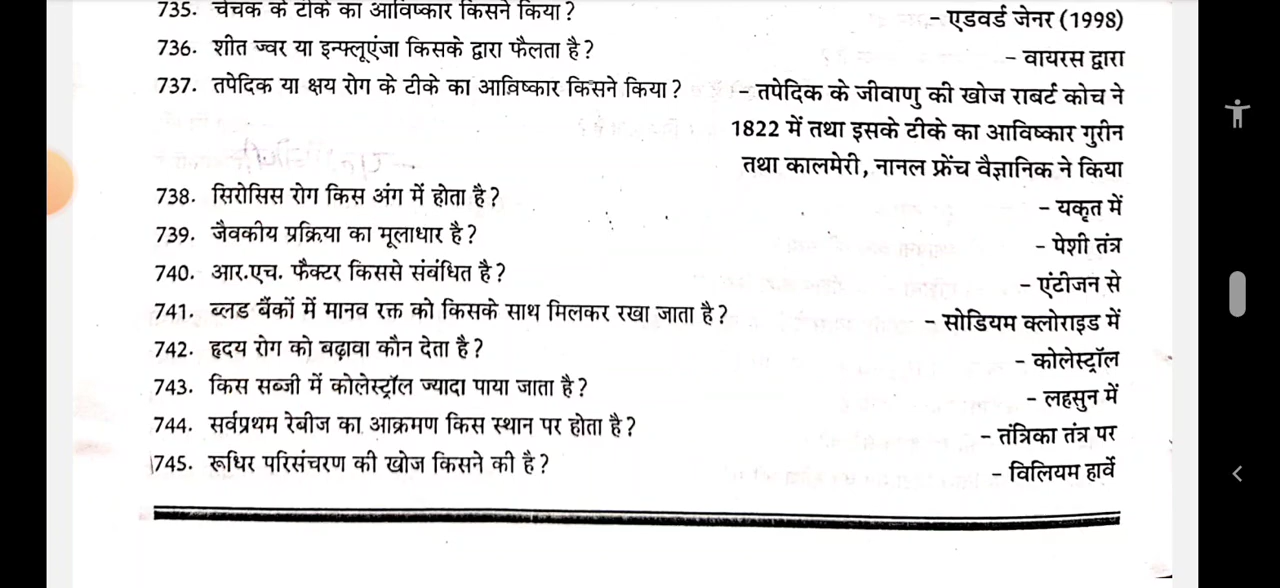 735. चेचक के टीके का आविष्कार किसने किया?
– एडवर्ड जेनर (1998)
736. शीत ज्वर या इन्फ्लूएंजा किसके द्वारा फैलता है?
– वायरस द्वारा
737. तपेदिक या क्षय रोग के टीके का आविष्कार किसने किया?
– तपेदिक के जीवाणु की खोज राबर्ट कोच ने
1822 में तथा इसके टीके का आविष्कार गुरीन
तथा कालमेरी, नानल फ्रेंच वैज्ञानिक ने किया
738. सिरोसिस रोग किस अंग में होता है?
– यकृत में
739. जैवकीय प्रक्रिया का मूलाधार है?
– पेशी तंत्र
740. आर.एच. फैक्टर किससे संबंधित है?
– एंटीजन से
741. ब्लड बैंकों में मानव रक्त को किसके साथ मिलकर रखा जाता है?
– सोडियम क्लोराइड में
742. हृदय रोग को बढ़ावा कौन देता है?
– कोलेस्ट्रॉल
743. किस सब्जी में कोलेस्ट्रॉल ज्यादा पाया जाता है?
– लहसुन में
744. सर्वप्रथम रेबीज का आक्रमण किस स्थान पर होता है?
– तंत्रिका तंत्र पर
745. रूधिर परिसंचरण की खोज किसने की है?
– विलियम हार्वे